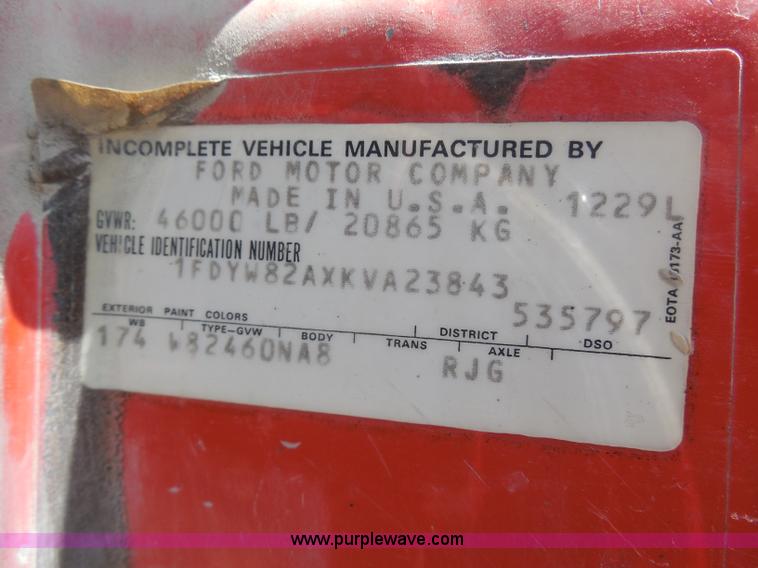 INCOMPLETE VEHICLE MANUFACTURED BY
FORD MOTOR COMPANY
MADE IN U.S.A. 1229L
GVWR: 46000 LB/ 20865 KG
VEHICLE IDENTIFICATION NUMBER
1FDYW82AXKVA23843
535797
EXTERIOR PAINT COLORS DISTRICT DSO
WB TYPE-GVW BODY TRANS AXLE
174 W82460NA8 RJG
EOTA
www.purplewave.com